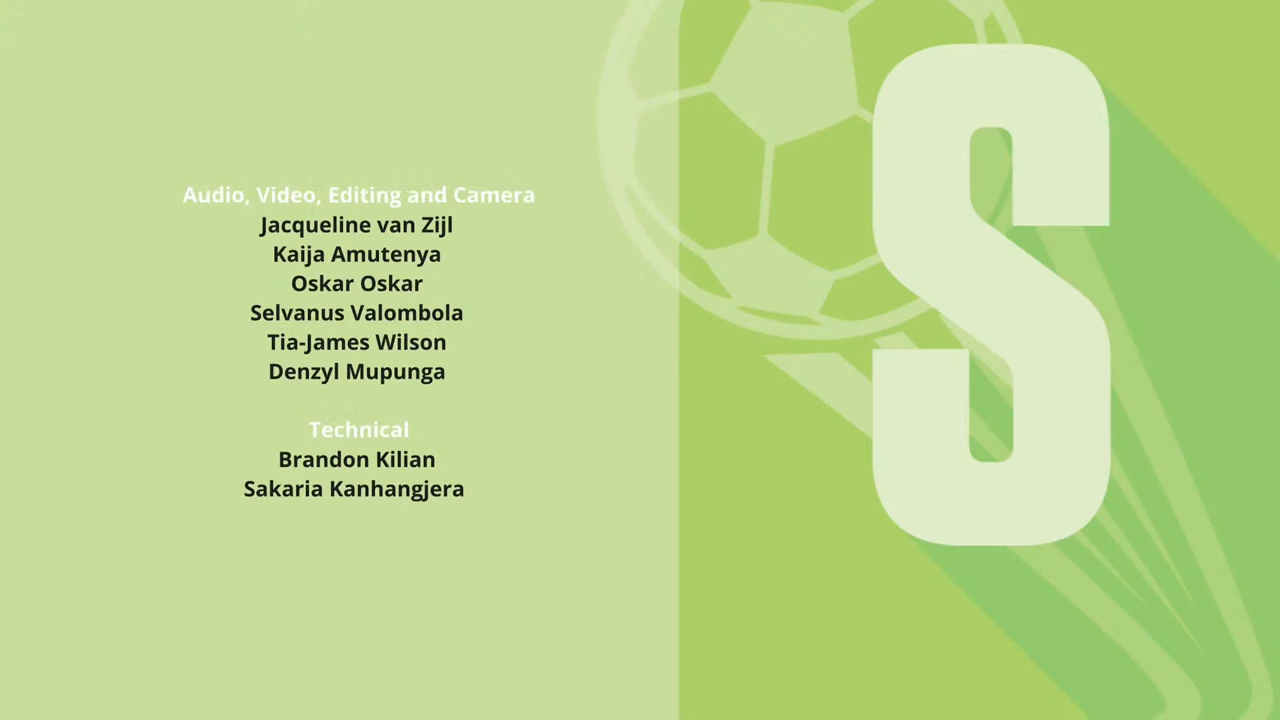 Audio, Video, Editing and Camera
Jacqueline van Zijl
Kaija Amutenya
Oskar Oskar
Selvanus Valombola
Tia-James Wilson
Denzyl Mupunga
Technical
Brandon Kilian
Sakaria Kanhangjera
S